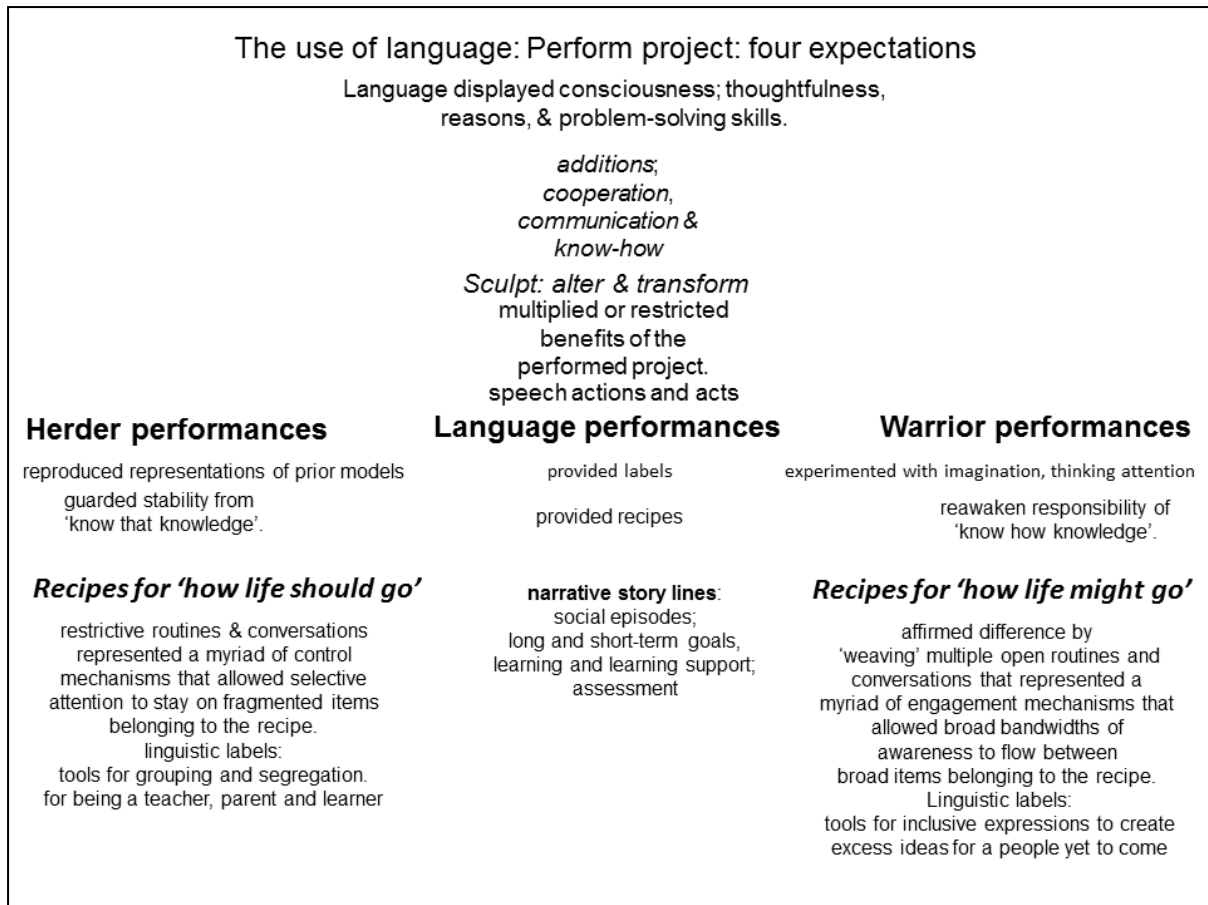 The use of language: Perform project: four expectations
Language displayed consciousness; thoughtfulness,
reasons, & problem-solving skills.
additions;
cooperation,
communication &
know-how
Sculpt: alter & transform
multiplied or restricted
benefits of the
performed project.
speech actions and acts
Herder performances
reproduced representations of prior models
guarded stability from
‘know that knowledge’.
Recipes for ‘how life should go’
restrictive routines & conversations
represented a myriad of control
mechanisms that allowed selective
attention to stay on fragmented items
belonging to the recipe.
linguistic labels:
tools for grouping and segregation.
for being a teacher, parent and learner
Language performances
provided labels
provided recipes
narrative story lines:
social episodes;
long and short-term goals,
learning and learning support;
assessment
Warrior performances
experimented with imagination, thinking attention
reawaken responsibility of
‘know how knowledge’.
Recipes for ‘how life might go’
affirmed difference by
‘weaving’ multiple open routines and
conversations that represented a
myriad of engagement mechanisms that
allowed broad bandwidths of
awareness to flow between
broad items belonging to the recipe.
Linguistic labels:
tools for inclusive expressions to create
excess ideas for a people yet to come